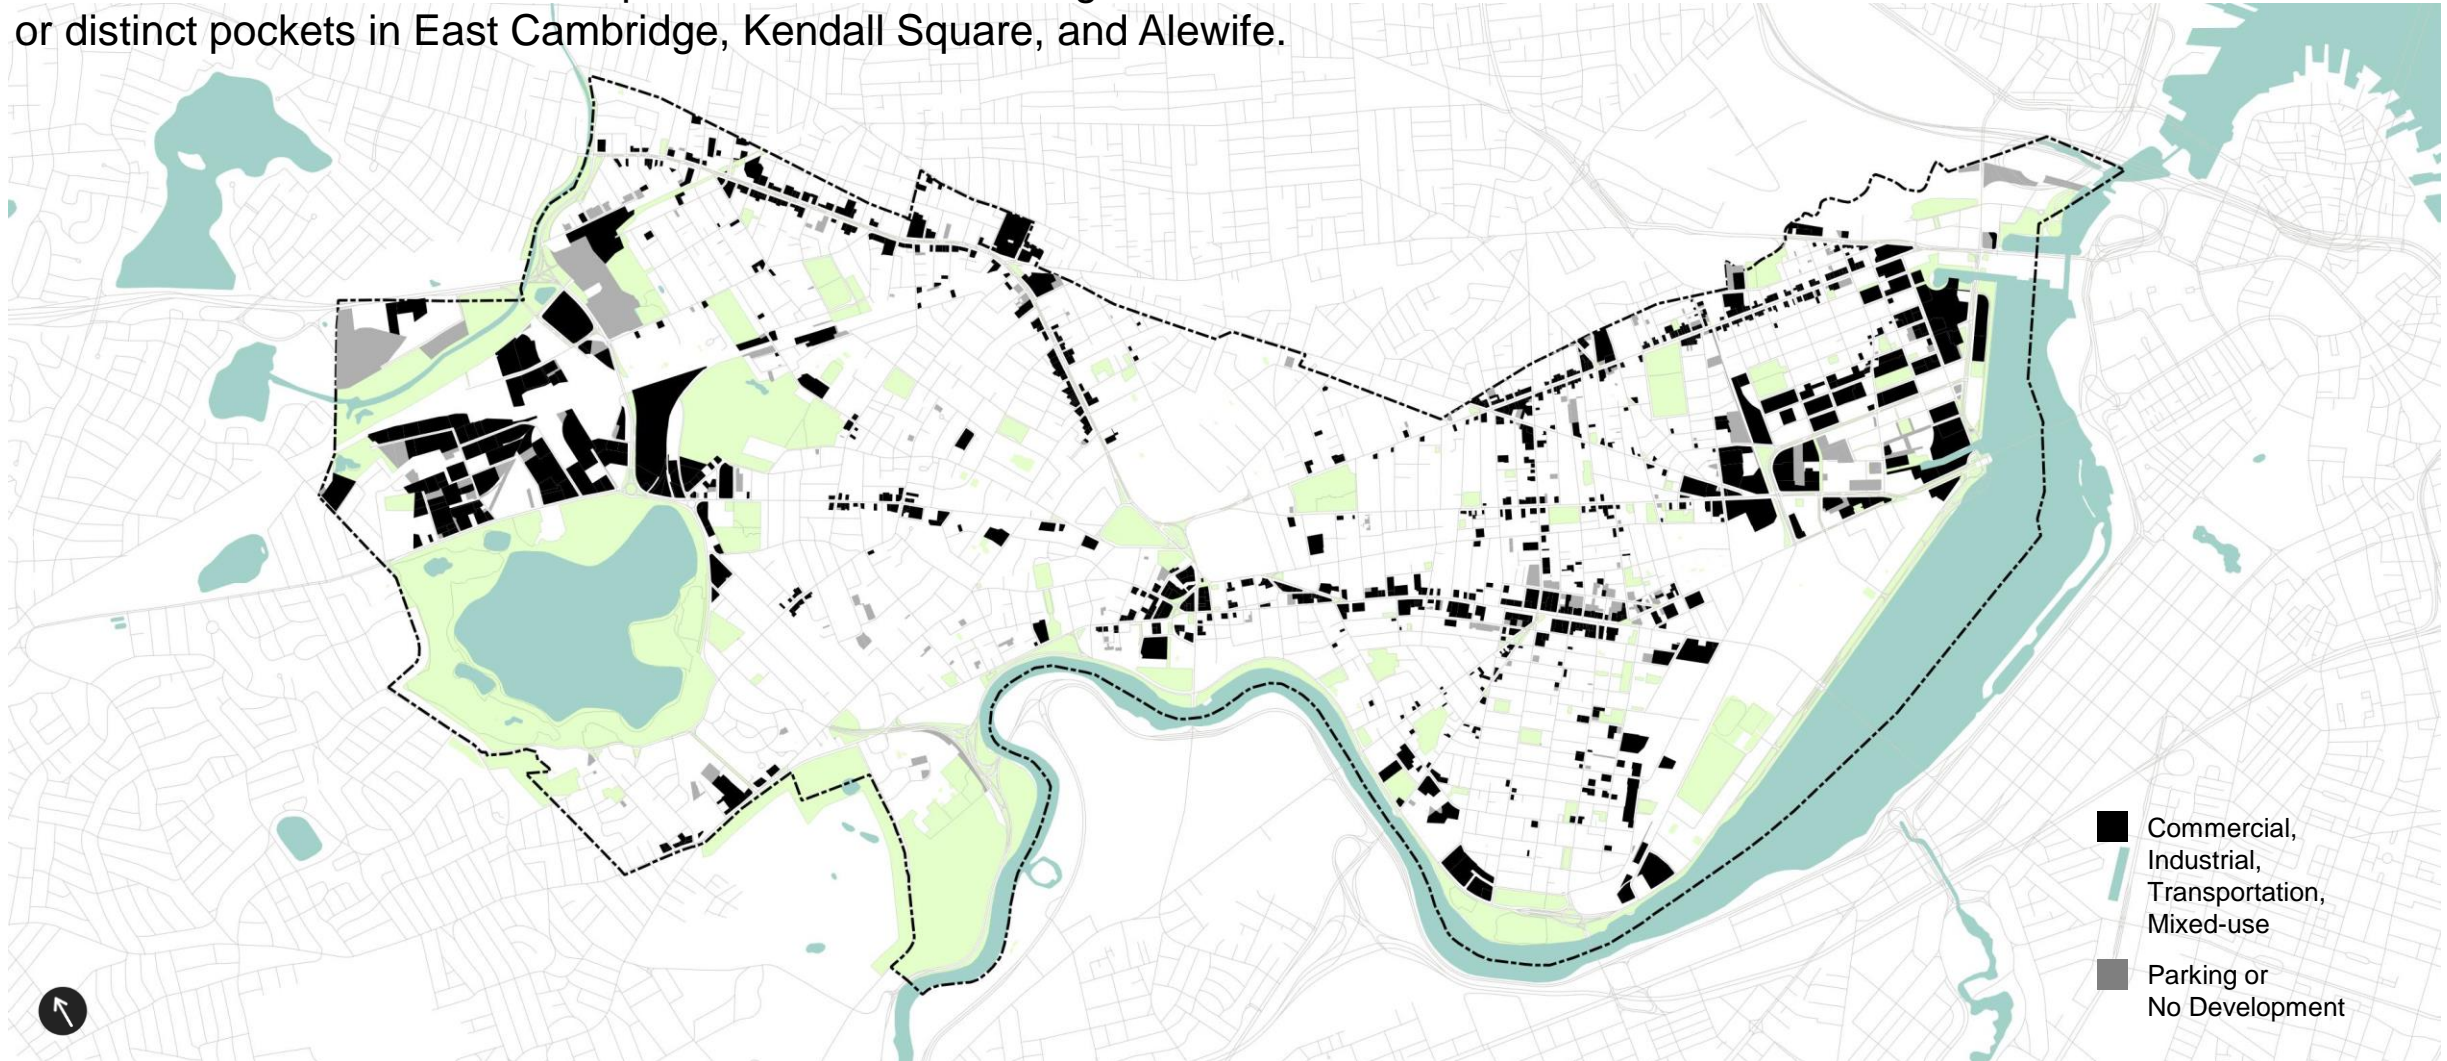 or distinct pockets in East Cambridge, Kendall Square, and Alewife.
Commercial,
Industrial,
Transportation,
Mixed-use
Parking or
No Development